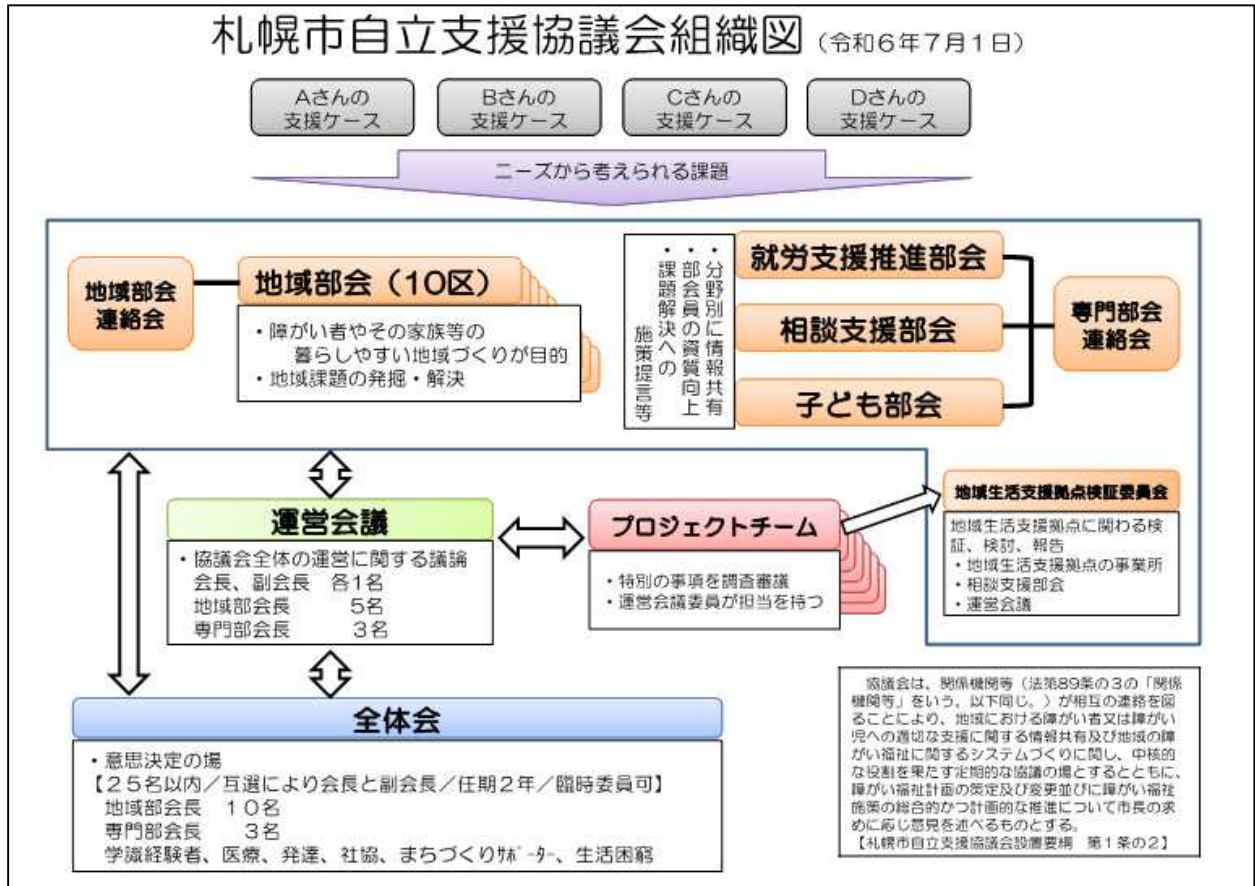 札幌市自立支援協議会組織図（令和6年7月1日）
Aさんの
支援ケース
Bさんの
支援ケース
Cさんの
支援ケース
Dさんの
支援ケース
ニーズから考えられる課題
地域部会
連絡会
地域部会（10区）
・障がい者やその家族等の
暮らしやすい地域づくりが目的
・地域課題の発掘・解決
・分野別に情報共有
・部会員の資質向上
・課題解決への
施策提言等
就労支援推進部会
相談支援部会
子ども部会
専門部会
連絡会
運営会議
・協議会全体の運営に関する議論
会長、副会長　各1名
地域部会長　5名
専門部会長　3名
プロジェクトチーム
・特別の事項を調査審議
・運営会議委員が担当を持つ
地域生活支援拠点検証委員会
地域生活支援拠点に関わる検
証、検討、報告
・地域生活支援拠点の事業所
・相談支援部会
・運営会議
全体会
・意思決定の場
【25名以内／互選により会長と副会長／任期2年／臨時委員可】
地域部会長　10名
専門部会長　3名
学識経験者、医療、発達、社協、まちづくりｻﾎﾟｰﾀｰ、生活困窮
協議会は、関係機関等（法第89条の3の「関係
機関等」をいう。以下同じ。）が相互の連絡を図
ることにより、地域における障がい者又は障がい
児への適切な支援に関する情報共有及び地域の障
がい福祉に関するシステムづくりに関し、中核的
な役割を果たす定期的な協議の場とするとともに、
障がい福祉計画の策定及び変更並びに障がい福祉
施策の総合的かつ計画的な推進について市長の求
めに応じ意見を述べるものとする。
【札幌市自立支援協議会設置要綱　第1条の2】